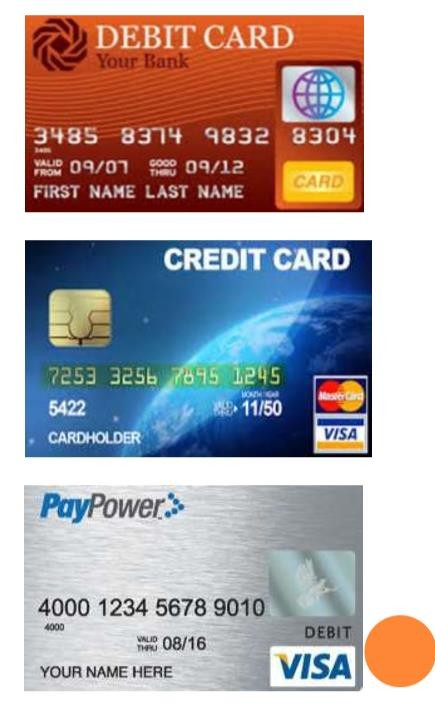 DEBIT CARD
Your Bank
3485 8374 9832 8304
3485
VALID FROM 09/07 GOOD THRU 09/12
CARD
FIRST NAME LAST NAME
CREDIT CARD
7253 3256 7895 1245
MONTH/YEAR
5422 VALID THRU 11/50
CARDHOLDER
MasterCard
VISA
PayPower
4000 1234 5678 9010
4000
DEBIT
VALID THRU 08/16
YOUR NAME HERE
VISA